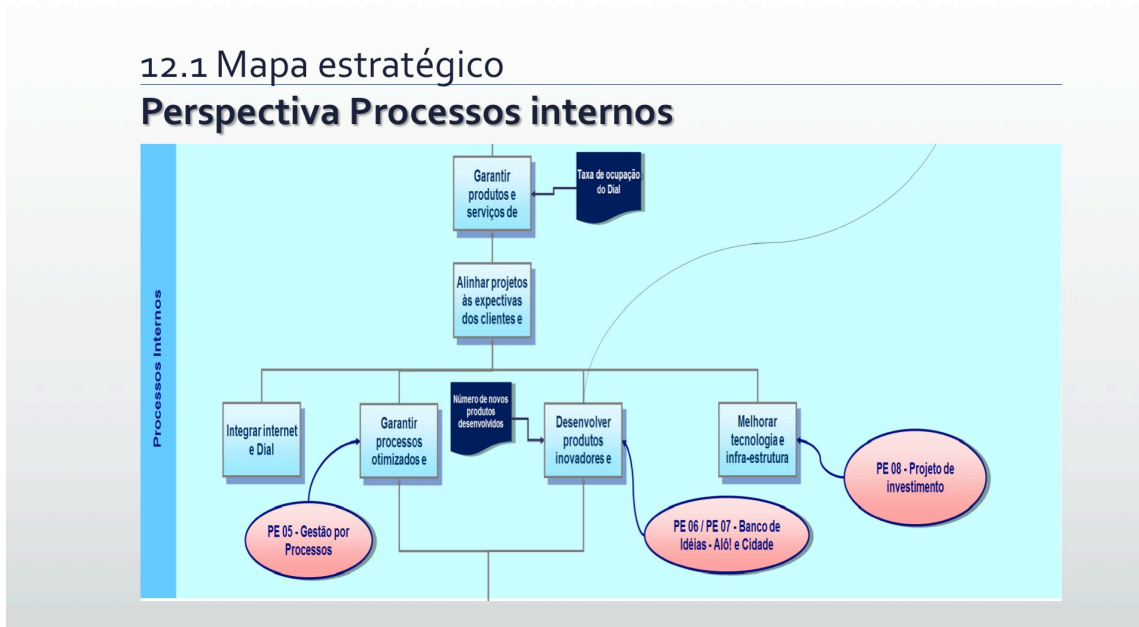 12.1 Mapa estratégico
Perspectiva Processos internos
Processos Internos
Garantir
produtos e
serviços de
Taxa de ocupação
do Dial
Alinhar projetos
às expectivas
dos clientes e
Integrar internet
e Dial
Garantir
processos
otimizados e
Número de novos
produtos
desenvolvidos
Desenvolver
produtos
inovadores e
Melhorar
tecnologia e
infra-estrutura
PE 05 - Gestão por
Processos
PE 06 / PE 07 - Banco de
Idéias - Alô! e Cidade
PE 08 - Projeto de
investimento